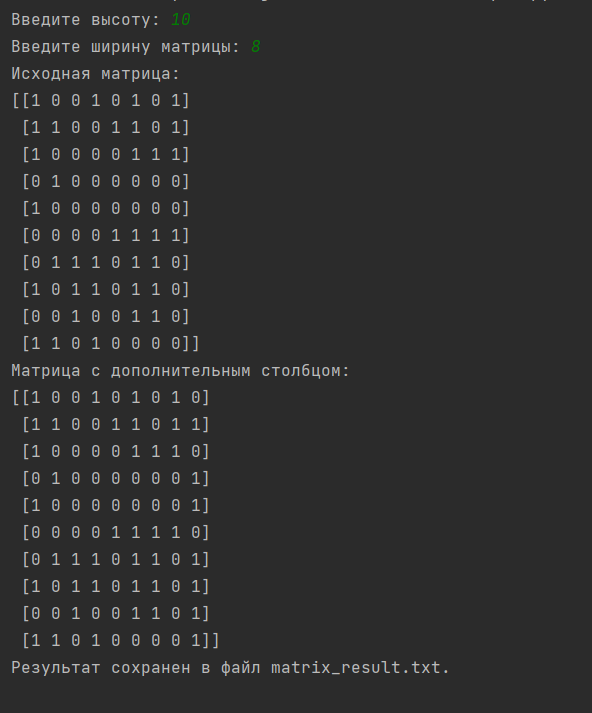 Введите высоту: 10
Введите ширину матрицы: 8
Исходная матрица:
[[1 0 0 1 0 1 0 1]
 [1 1 0 0 1 1 0 1]
 [1 0 0 0 0 1 1 1]
 [0 1 0 0 0 0 0 0]
 [1 0 0 0 0 0 0 0]
 [0 0 0 0 1 1 1 1]
 [0 1 1 1 0 1 1 0]
 [1 0 1 1 0 1 1 0]
 [0 0 1 0 0 1 1 0]
 [1 1 0 1 0 0 0 0]]
Матрица с дополнительным столбцом:
[[1 0 0 1 0 1 0 1 0]
 [1 1 0 0 1 1 0 1 1]
 [1 0 0 0 0 1 1 1 0]
 [0 1 0 0 0 0 0 0 1]
 [1 0 0 0 0 0 0 0 1]
 [0 0 0 0 1 1 1 1 0]
 [0 1 1 1 0 1 1 0 1]
 [1 0 1 1 0 1 1 0 1]
 [0 0 1 0 0 1 1 0 1]
 [1 1 0 1 0 0 0 0 1]]
Результат сохранен в файл matrix_result.txt.